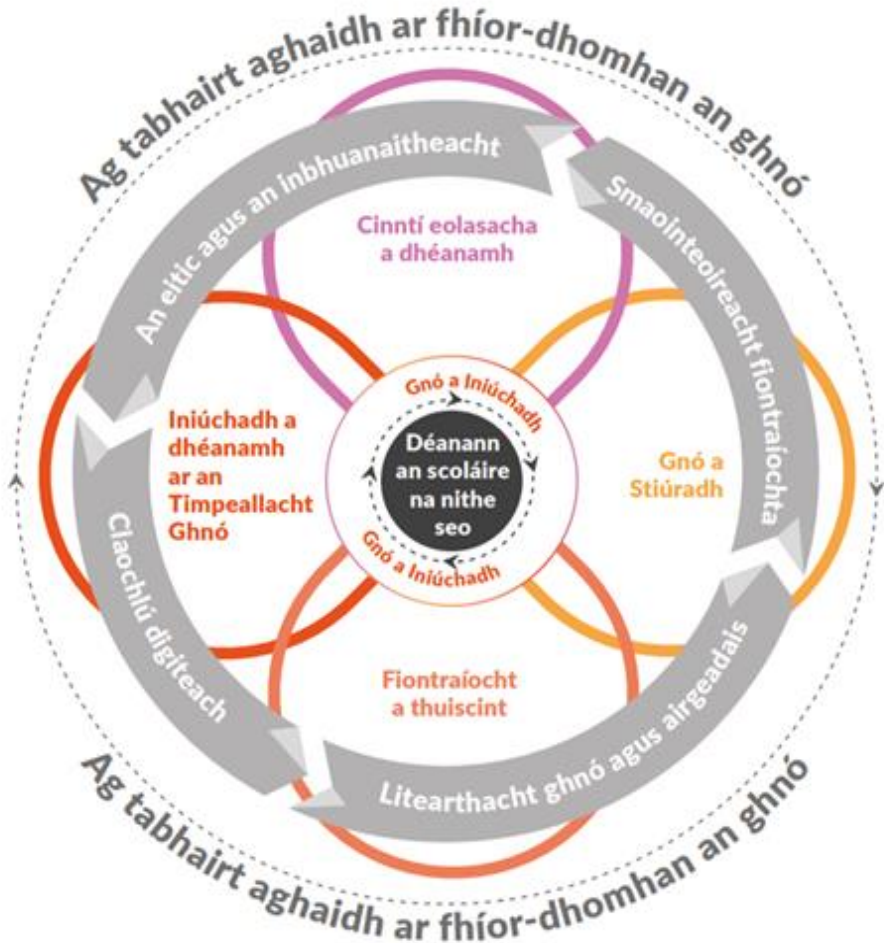 Ag tabhairt aghaidh ar fhíor-dhomhan an ghnó
An eitic agus an inbhuanaitheacht
Smaointeoireacht fiontraíochta
Cinntí eolasacha
a dhéanamh
Iniúchadh a
dhéanamh
ar an
Timpeallacht
Ghnó
Gnó a Iniúchadh
Déanann
an scoláire
na nithe
seo
Gnó a Iniúchadh
Gnó a
Stiúradh
Fiontraíocht
a thuiscint
Claochlú digiteach
Litearthacht ghnó agus airgeadais
Ag tabhairt aghaidh ar fhíor-dhomhan an ghnó